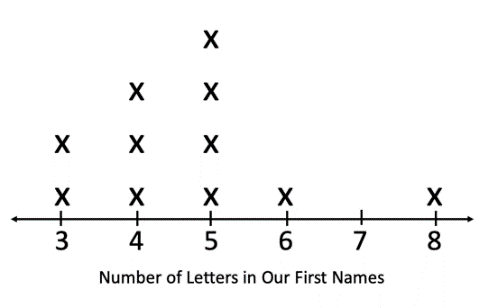 X
X X
X X X
X X X X X
3 4 5 6 7 8
Number of Letters in Our First Names